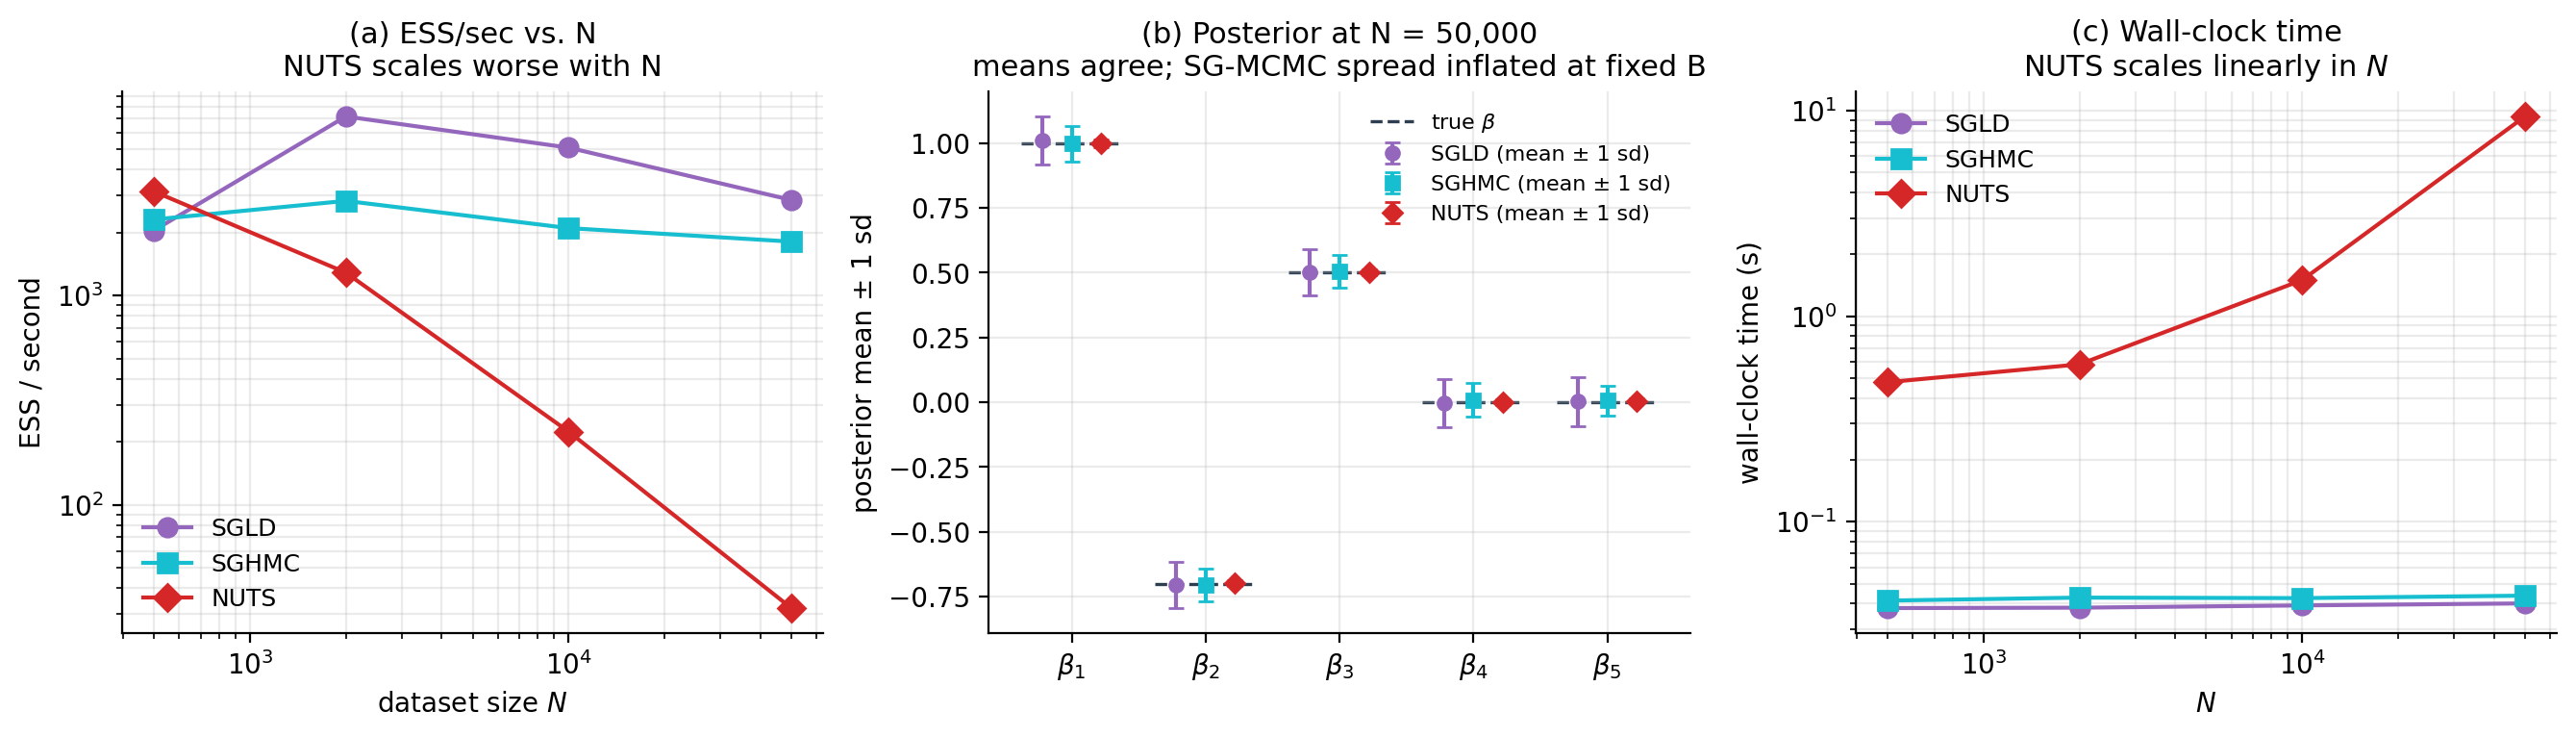 (a) ESS/sec vs. N
NUTS scales worse with N
ESS / second
10³
10²
SGLD
SGHMC
NUTS
10³
10⁴
dataset size N
(b) Posterior at N = 50,000
means agree; SG-MCMC spread inflated at fixed B
posterior mean ± 1 sd
1.00
0.75
0.50
0.25
0.00
−0.25
−0.50
−0.75
true β
SGLD (mean ± 1 sd)
SGHMC (mean ± 1 sd)
NUTS (mean ± 1 sd)
β₁
β₂
β₃
β₄
β₅
(c) Wall-clock time
NUTS scales linearly in N
wall-clock time (s)
10¹
10⁰
10⁻¹
SGLD
SGHMC
NUTS
10³
10⁴
N